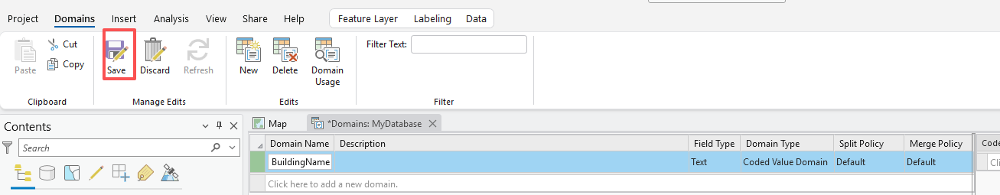 Project Domains Insert Analysis View Share Help Feature Layer Labeling Data
Paste
Cut
Copy
Clipboard
Save Discard Refresh
Manage Edits
New Delete Domain
Usage
Edits
Filter Text:
Filter
Contents
Search
Map *Domains: MyDatabase
Domain Name Description Field Type Domain Type Split Policy Merge Policy
BuildingName Text Coded Value Domain Default Default
Click here to add a new domain.